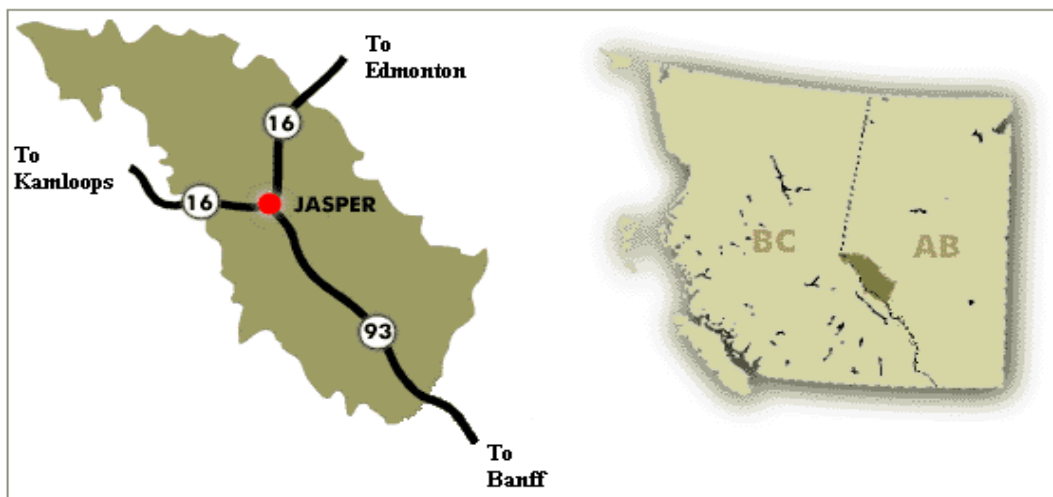 To
Edmonton
16
To
Kamloops
16
JASPER
93
To
Banff
BC
AB